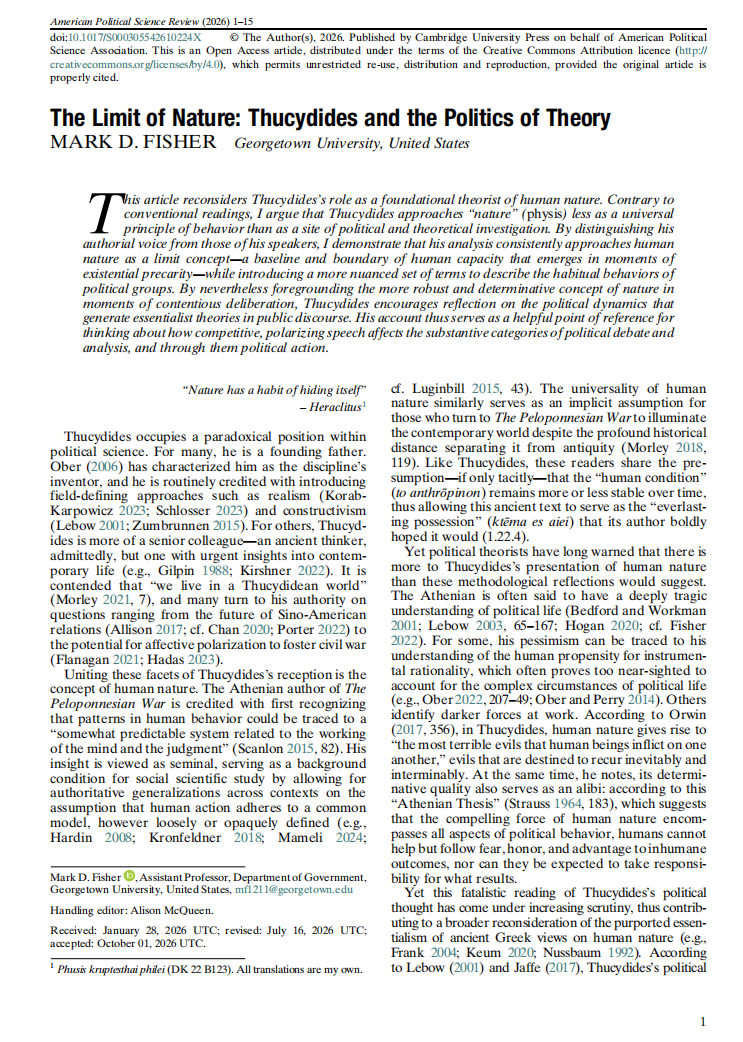 American Political Science Review (2026) 1–15
doi:10.1017/S000305542610224X © The Author(s), 2026. Published by Cambridge University Press on behalf of American Political
Science Association. This is an Open Access article, distributed under the terms of the Creative Commons Attribution licence (http://
creativecommons.org/licenses/by/4.0), which permits unrestricted re-use, distribution and reproduction, provided the original article is
properly cited.
The Limit of Nature: Thucydides and the Politics of Theory
MARK D. FISHER Georgetown University, United States
This article reconsiders Thucydides's role as a foundational theorist of human nature. Contrary to
conventional readings, I argue that Thucydides approaches “nature” (physis) less as a universal
principle of behavior than as a site of political and theoretical investigation. By distinguishing his
authorial voice from those of his speakers, I demonstrate that his analysis consistently approaches human
nature as a limit concept—a baseline and boundary of human capacity that emerges in moments of
existential precarity—while introducing a more nuanced set of terms to describe the habitual behaviors of
political groups. By nevertheless foregrounding the more robust and determinative concept of nature in
moments of contentious deliberation, Thucydides encourages reflection on the political dynamics that
generate essentialist theories in public discourse. His account thus serves as a helpful point of reference for
thinking about how competitive, polarizing speech affects the substantive categories of political debate and
analysis, and through them political action.
“Nature has a habit of hiding itself”
– Heraclitus1
Thucydides occupies a paradoxical position within
political science. For many, he is a founding father.
Ober (2006) has characterized him as the discipline's
inventor, and he is routinely credited with introducing
field-defining approaches such as realism (Korab-
Karpowicz 2023; Schlosser 2023) and constructivism
(Lebow 2001; Zumbrunnen 2015). For others, Thucyd-
ides is more of a senior colleague—an ancient thinker,
admittedly, but one with urgent insights into contem-
porary life (e.g., Gilpin 1988; Kirshner 2022). It is
contended that “we live in a Thucydidean world”
(Morley 2021, 7), and many turn to his authority on
questions ranging from the future of Sino-American
relations (Allison 2017; cf. Chan 2020; Porter 2022) to
the potential for affective polarization to foster civil war
(Flanagan 2021; Hadas 2023).
Uniting these facets of Thucydides's reception is the
concept of human nature. The Athenian author of The
Peloponnesian War is credited with first recognizing
that patterns in human behavior could be traced to a
“somewhat predictable system related to the working
of the mind and the judgment” (Scanlon 2015, 82). His
insight is viewed as seminal, serving as a background
condition for social scientific study by allowing for
authoritative generalizations across contexts on the
assumption that human action adheres to a common
model, however loosely or opaquely defined (e.g.,
Hardin 2008; Kronfeldner 2018; Mameli 2024;
Mark D. Fisher iD, Assistant Professor, Department of Government,
Georgetown University, United States, mf1211@georgetown.edu
Handling editor: Alison McQueen.
Received: January 28, 2026 UTC; revised: July 16, 2026 UTC;
accepted: October 01, 2026 UTC.
1 Phusis kruptesthai philei (DK 22 B123). All translations are my own.
cf. Luginbill 2015, 43). The universality of human
nature similarly serves as an implicit assumption for
those who turn to The Peloponnesian War to illuminate
the contemporary world despite the profound historical
distance separating it from antiquity (Morley 2018,
119). Like Thucydides, these readers share the pre-
sumption—if only tacitly—that the “human condition”
(to anthrōpinon) remains more or less stable over time,
thus allowing this ancient text to serve as the “everlast-
ing possession” (ktēma es aiei) that its author boldly
hoped it would (1.22.4).
Yet political theorists have long warned that there is
more to Thucydides's presentation of human nature
than these methodological reflections would suggest.
The Athenian is often said to have a deeply tragic
understanding of political life (Bedford and Workman
2001; Lebow 2003, 65–167; Hogan 2020; cf. Fisher
2022). For some, his pessimism can be traced to his
understanding of the human propensity for instrumen-
tal rationality, which often proves too near-sighted to
account for the complex circumstances of political life
(e.g., Ober 2022, 207–49; Ober and Perry 2014). Others
identify darker forces at work. According to Orwin
(2017, 356), in Thucydides, human nature gives rise to
“the most terrible evils that human beings inflict on one
another,” evils that are destined to recur inevitably and
interminably. At the same time, he notes, its determi-
native quality also serves as an alibi: according to this
“Athenian Thesis” (Strauss 1964, 183), which suggests
that the compelling force of human nature encom-
passes all aspects of political behavior, humans cannot
help but follow fear, honor, and advantage to inhumane
outcomes, nor can they be expected to take responsi-
bility for what results.
Yet this fatalistic reading of Thucydides's political
thought has come under increasing scrutiny, thus contrib-
uting to a broader reconsideration of the purported essen-
tialism of ancient Greek views on human nature (e.g.,
Frank 2004; Keum 2020; Nussbaum 1992). According
to Lebow (2001) and Jaffe (2017), Thucydides's political
1